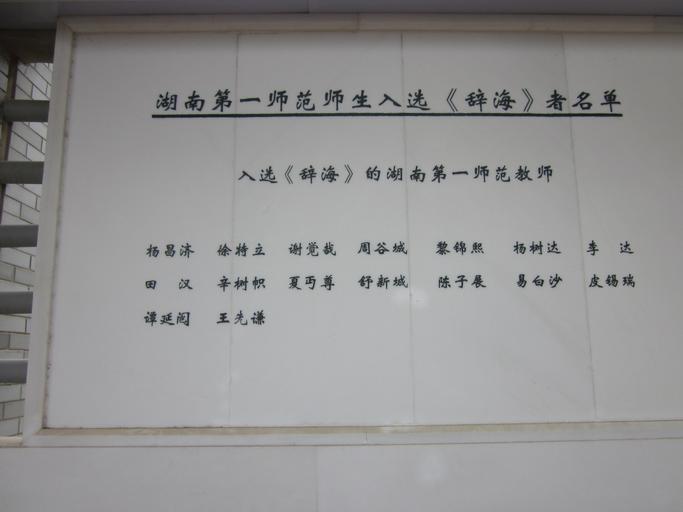 湖南第一师范师生入选《辞海》者名单
入选《辞海》的湖南第一师范教师
杨昌济 徐特立 谢觉哉 周谷城 黎锦熙 杨树达 李达
田汉 辛树帜 夏丏尊 舒新城 陈子展 易白沙 皮锡瑞
谭延闿 王先谦